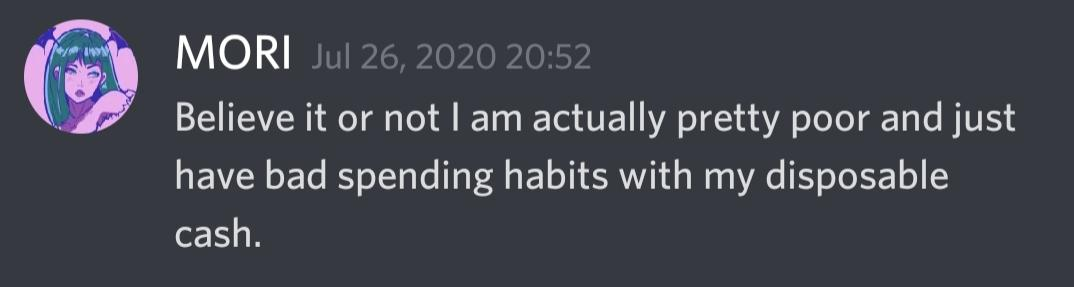 MORI Jul 26, 2020 20:52
Believe it or not I am actually pretty poor and just
have bad spending habits with my disposable
cash.